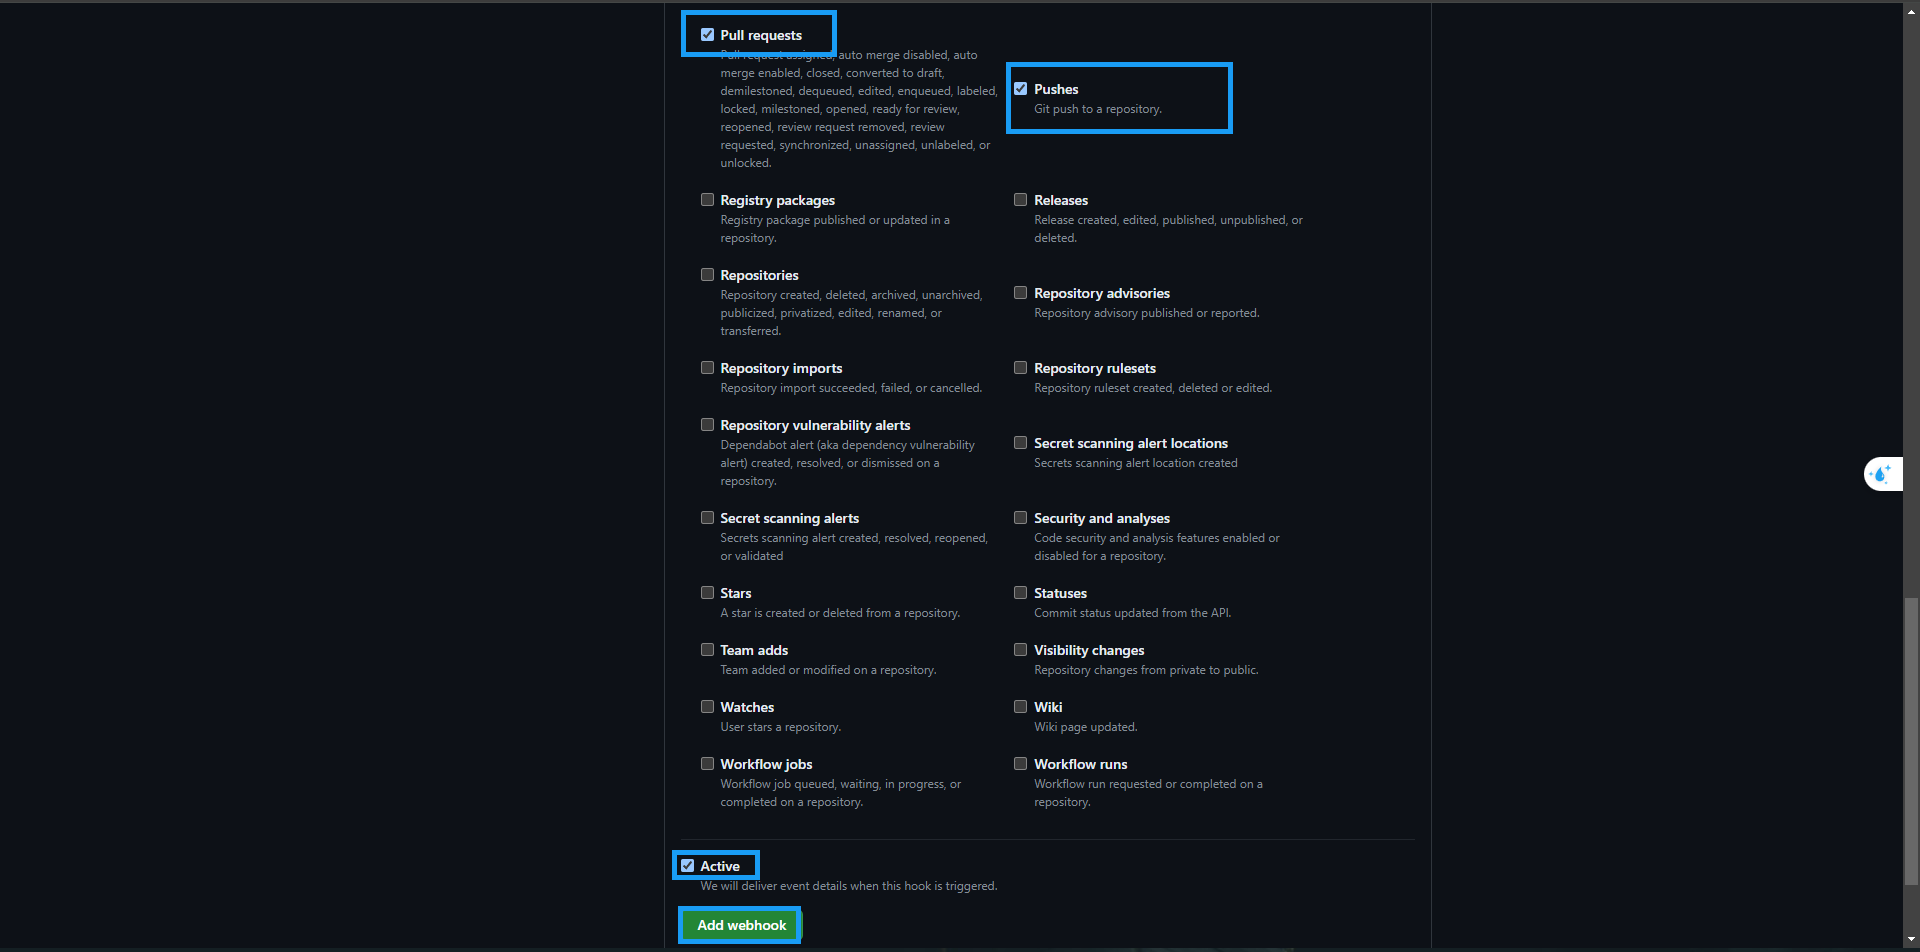 Pull requests
Pull request assigned, auto merge disabled, auto
merge enabled, closed, converted to draft,
demilestoned, dequeued, edited, enqueued, labeled,
locked, milestoned, opened, ready for review,
reopened, review request removed, review
requested, synchronized, unassigned, unlabeled, or
unlocked.
Pushes
Git push to a repository.
Registry packages
Registry package published or updated in a
repository.
Releases
Release created, edited, published, unpublished, or
deleted.
Repositories
Repository created, deleted, archived, unarchived,
publicized, privatized, edited, renamed, or
transferred.
Repository advisories
Repository advisory published or reported.
Repository imports
Repository import succeeded, failed, or cancelled.
Repository rulesets
Repository ruleset created, deleted or edited.
Repository vulnerability alerts
Dependabot alert (aka dependency vulnerability
alert) created, resolved, or dismissed on a
repository.
Secret scanning alert locations
Secrets scanning alert location created
Secret scanning alerts
Secrets scanning alert created, resolved, reopened,
or validated
Security and analyses
Code security and analysis features enabled or
disabled for a repository.
Stars
A star is created or deleted from a repository.
Statuses
Commit status updated from the API.
Team adds
Team added or modified on a repository.
Visibility changes
Repository changes from private to public.
Watches
User stars a repository.
Wiki
Wiki page updated.
Workflow jobs
Workflow job queued, waiting, in progress, or
completed on a repository.
Workflow runs
Workflow run requested or completed on a
repository.
Active
We will deliver event details when this hook is triggered.
Add webhook